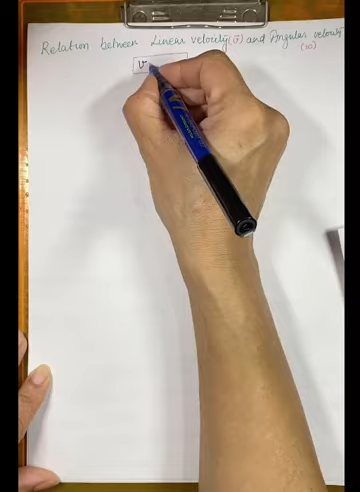 Relation between Linear velocity (v⃗) and Angular velocity
(ω)
v